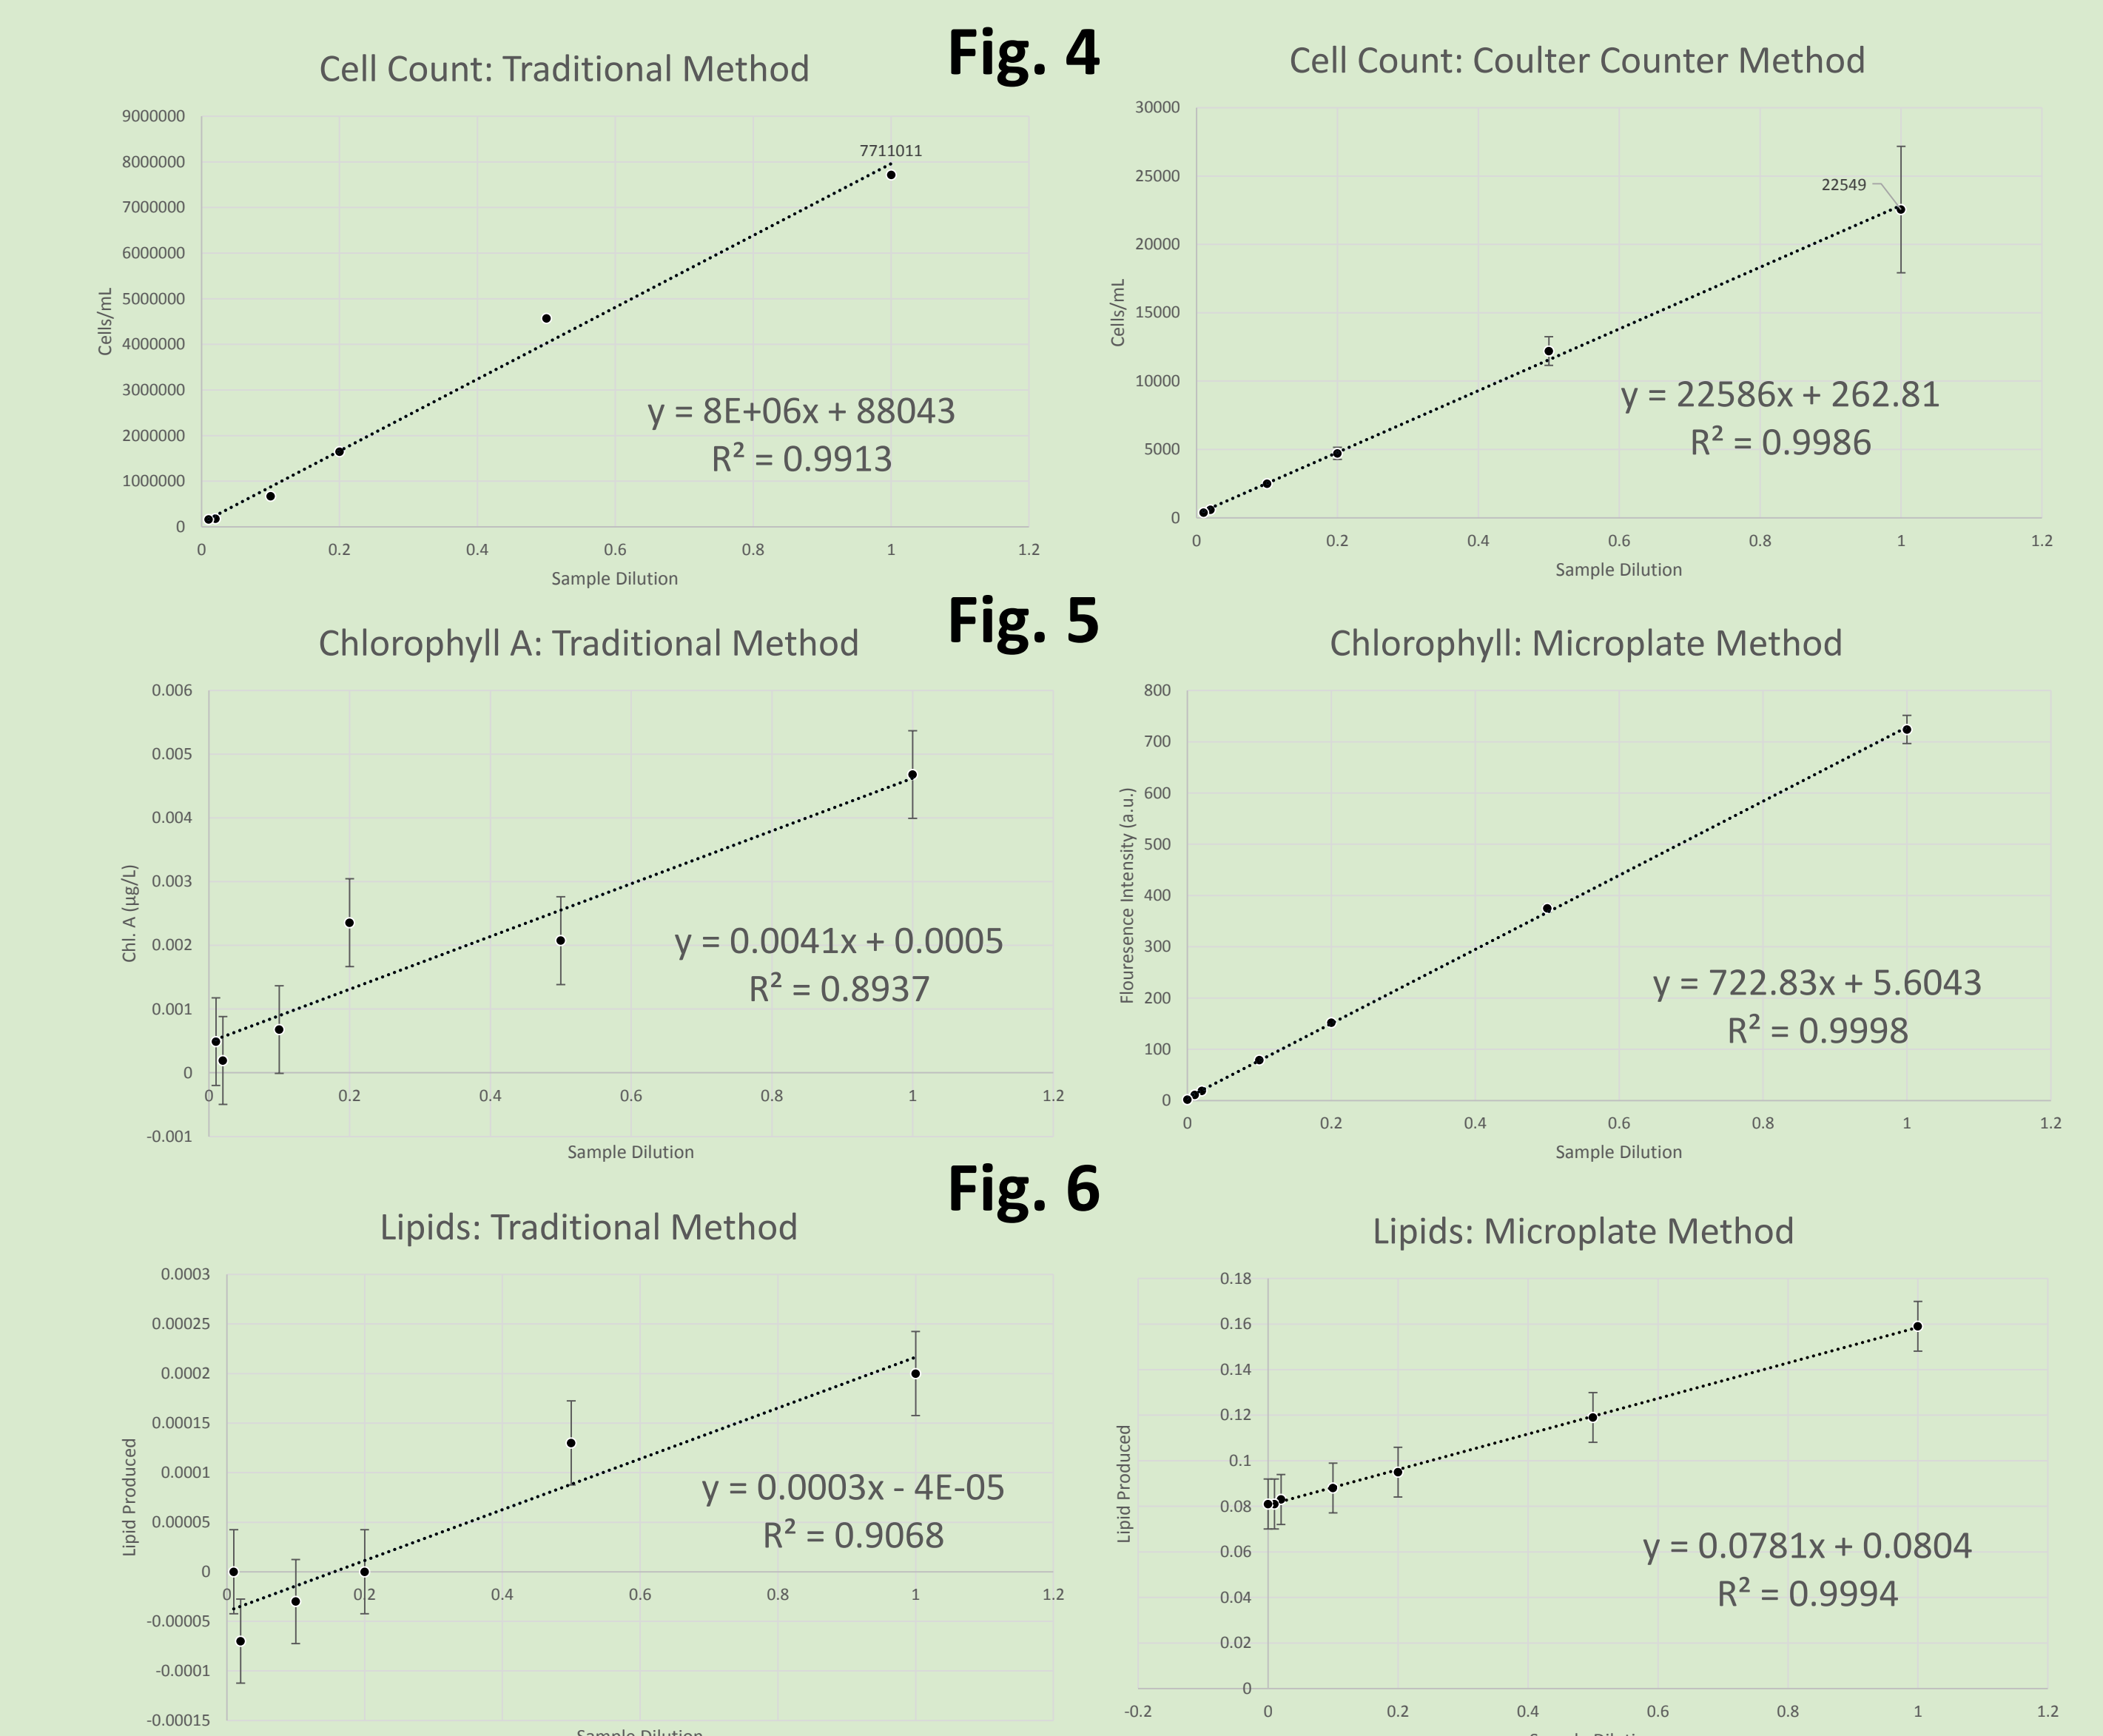 Fig. 4
Cell Count: Traditional Method
9000000
8000000
7000000
6000000
5000000
4000000
3000000
2000000
1000000
0
Cells/mL
7711011
y = 8E+06x + 88043
R² = 0.9913
0 0.2 0.4 0.6 0.8 1 1.2
Sample Dilution
Cell Count: Coulter Counter Method
30000
25000
20000
15000
10000
5000
0
Cells/mL
22549
y = 22586x + 262.81
R² = 0.9986
0 0.2 0.4 0.6 0.8 1 1.2
Sample Dilution
Fig. 5
Chlorophyll A: Traditional Method
0.006
0.005
0.004
0.003
0.002
0.001
0
-0.001
Chl. A (µg/L)
y = 0.0041x + 0.0005
R² = 0.8937
0 0.2 0.4 0.6 0.8 1 1.2
Sample Dilution
Chlorophyll: Microplate Method
800
700
600
500
400
300
200
100
0
Flouresence Intensity (a.u.)
y = 722.83x + 5.6043
R² = 0.9998
0 0.2 0.4 0.6 0.8 1 1.2
Sample Dilution
Fig. 6
Lipids: Traditional Method
0.0003
0.00025
0.0002
0.00015
0.0001
0.00005
0
-0.00005
-0.0001
-0.00015
Lipid Produced
y = 0.0003x - 4E-05
R² = 0.9068
0 0.2 0.4 0.6 0.8 1 1.2
Sample Dilution
Lipids: Microplate Method
0.18
0.16
0.14
0.12
0.1
0.08
0.06
0.04
0.02
0
Lipid Produced
y = 0.0781x + 0.0804
R² = 0.9994
-0.2 0 0.2 0.4 0.6 0.8 1 1.2
Sample Dilution